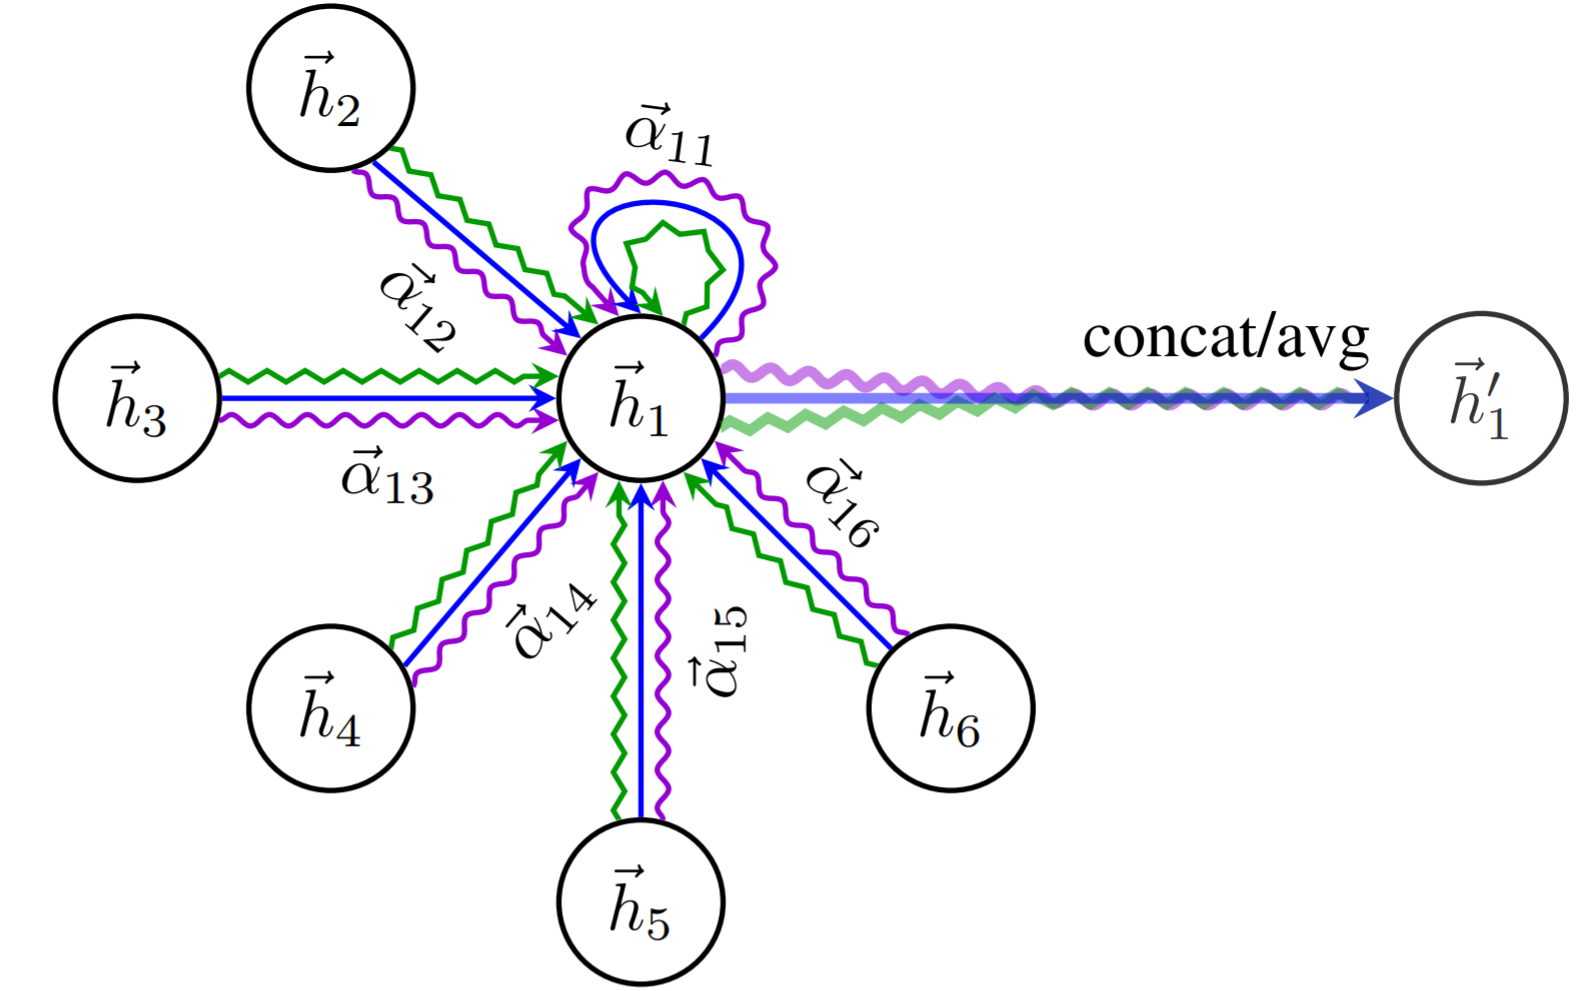 h⃗₂
α⃗₁₁
α⃗₁₂
concat/avg
h⃗₃
h⃗₁
h⃗′₁
α⃗₁₃
α⃗₁₆
α⃗₁₄
α⃗₁₅
h⃗₄
h⃗₆
h⃗₅